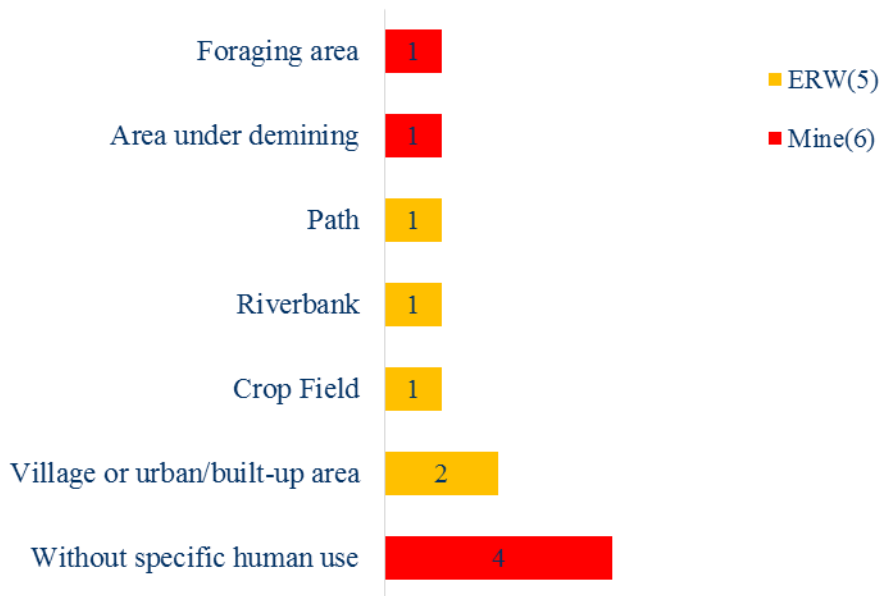 Foraging area 1
Area under demining 1
Path 1
Riverbank 1
Crop Field 1
Village or urban/built-up area 2
Without specific human use 4
ERW(5)
Mine(6)